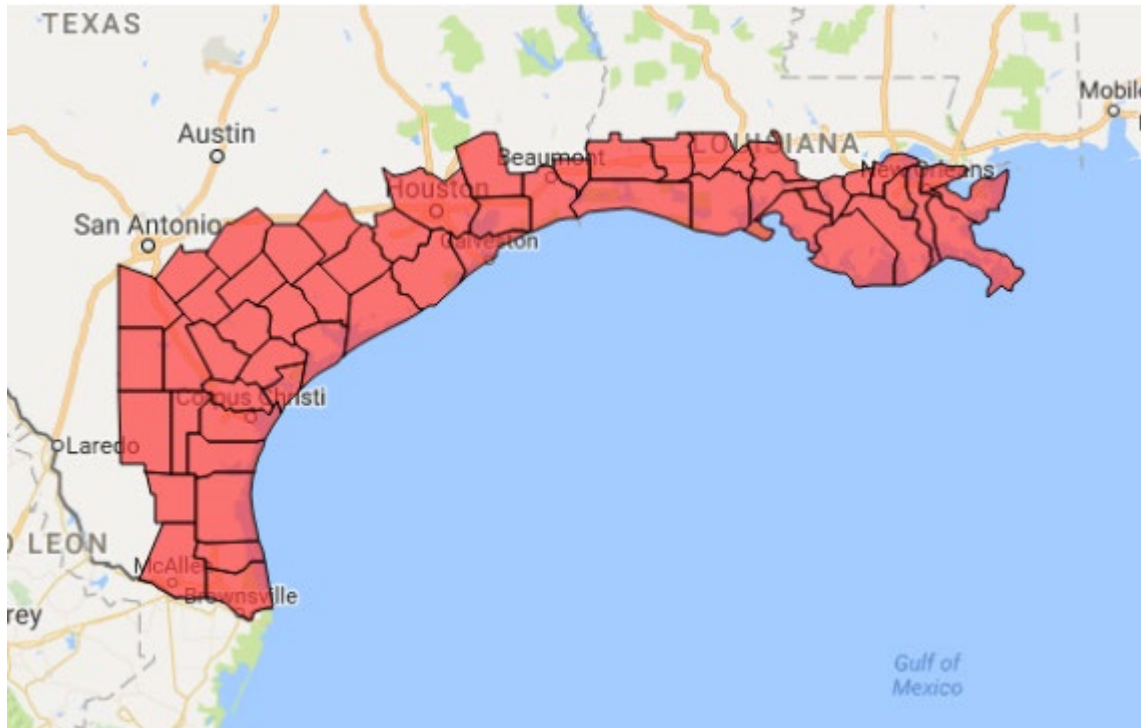 TEXAS
Mobile
Austin
LOUISIANA
Beaumont
New Orleans
Houston
San Antonio
Galveston
Corpus Christi
Laredo
O LEON
McAllen
Brownsville
rey
Gulf of
Mexico